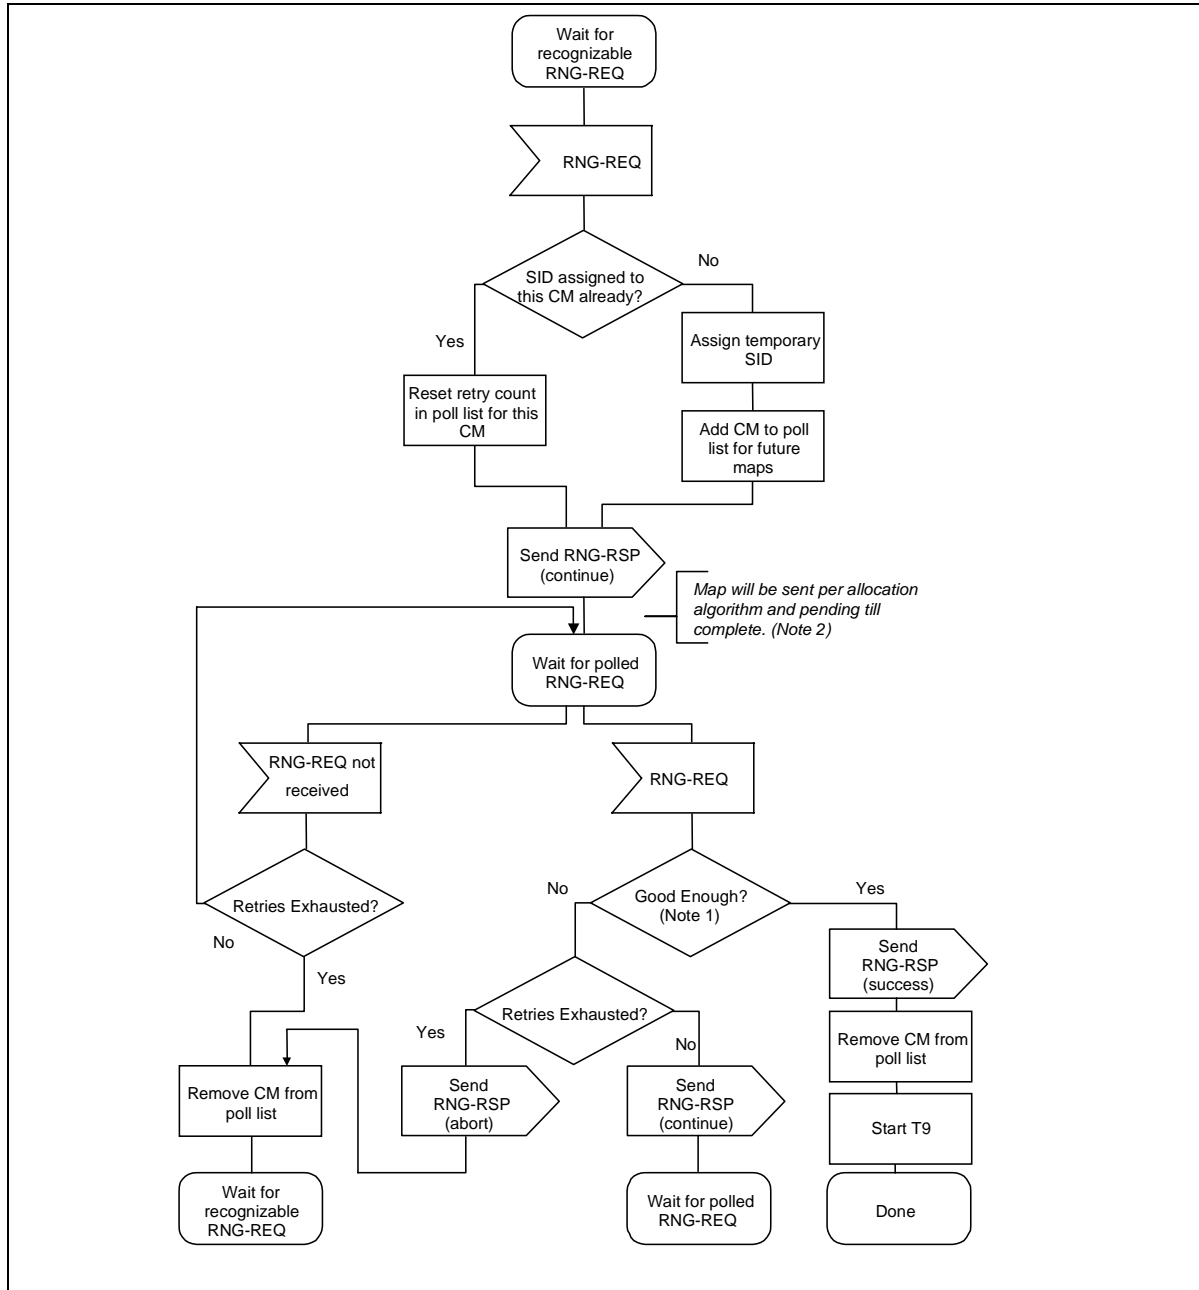 Wait for
recognizable
RNG-REQ
RNG-REQ
SID assigned to
this CM already?
No
Yes
Assign temporary
SID
Reset retry count
in poll list for this
CM
Add CM to poll
list for future
maps
Send RNG-RSP
(continue)
Map will be sent per allocation
algorithm and pending till
complete. (Note 2)
Wait for polled
RNG-REQ
RNG-REQ not
received
RNG-REQ
Retries Exhausted?
No
Yes
Good Enough?
(Note 1)
No
Yes
Send
RNG-RSP
(success)
Retries Exhausted?
Yes
No
Remove CM from
poll list
Send
RNG-RSP
(abort)
Send
RNG-RSP
(continue)
Remove CM from
poll list
Start T9
Wait for
recognizable
RNG-REQ
Wait for polled
RNG-REQ
Done